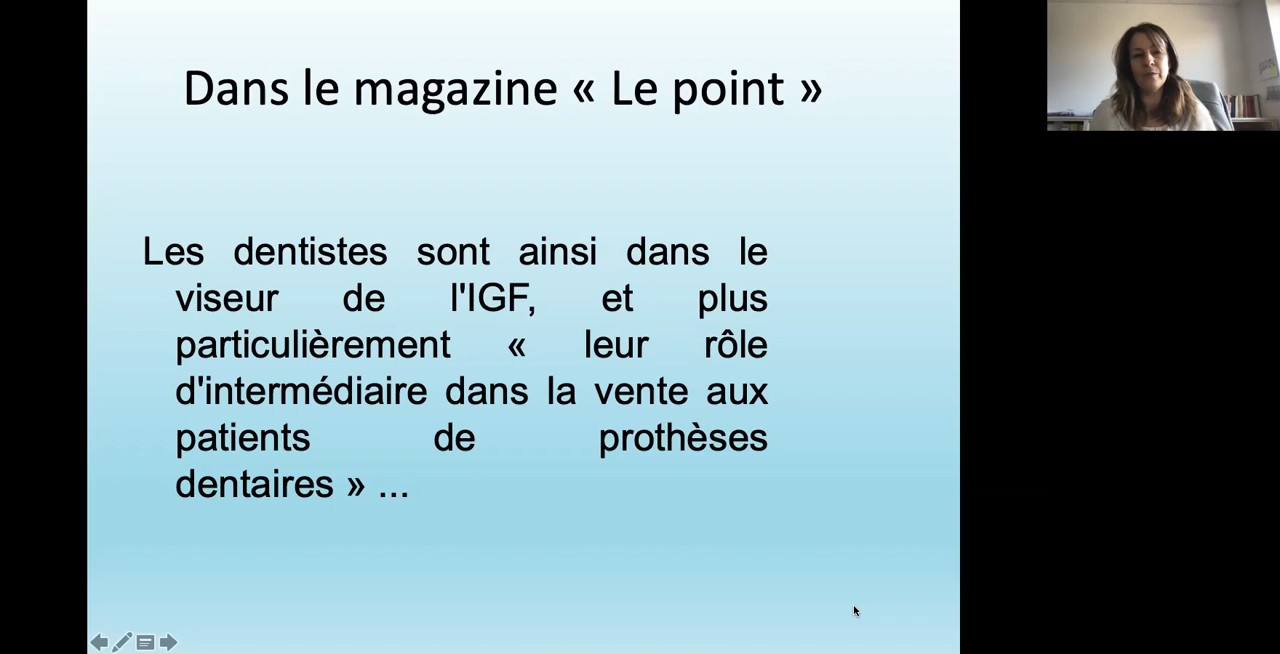 Dans le magazine « Le point »
Les dentistes sont ainsi dans le
viseur de l'IGF, et plus
particulièrement « leur rôle
d'intermédiaire dans la vente aux
patients de prothèses
dentaires » ...